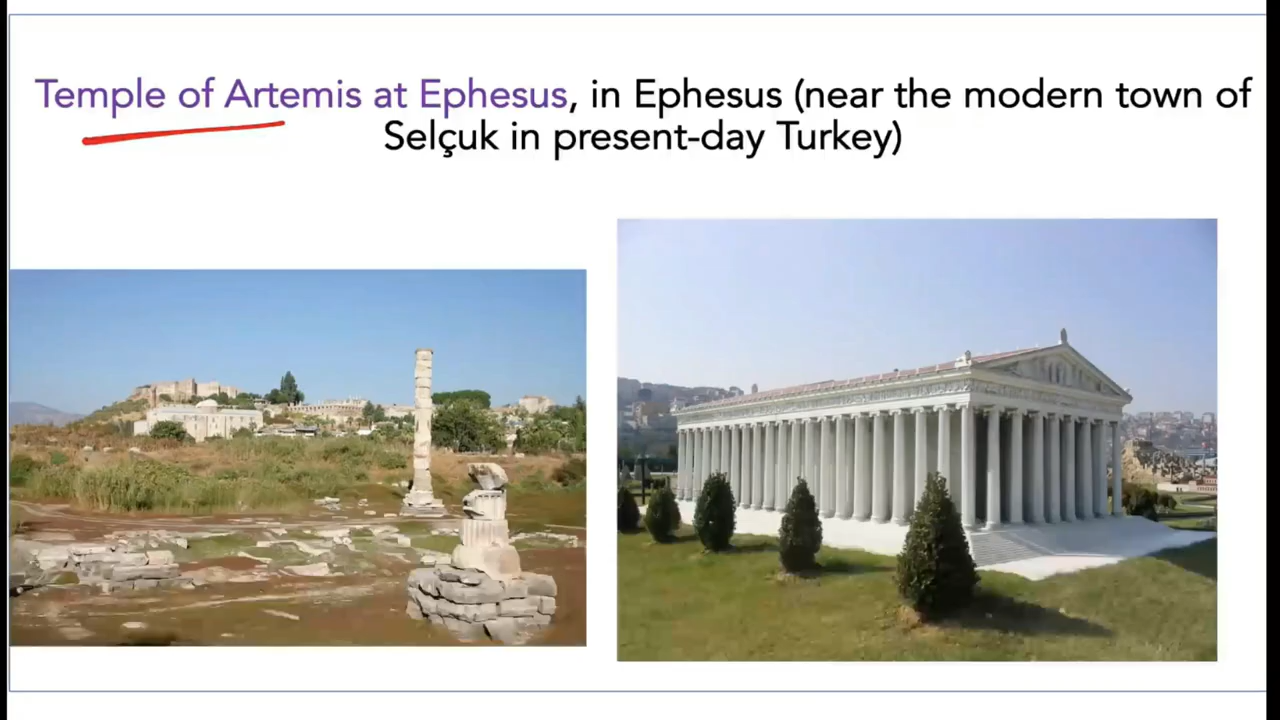 Temple of Artemis at Ephesus, in Ephesus (near the modern town of
Selçuk in present-day Turkey)